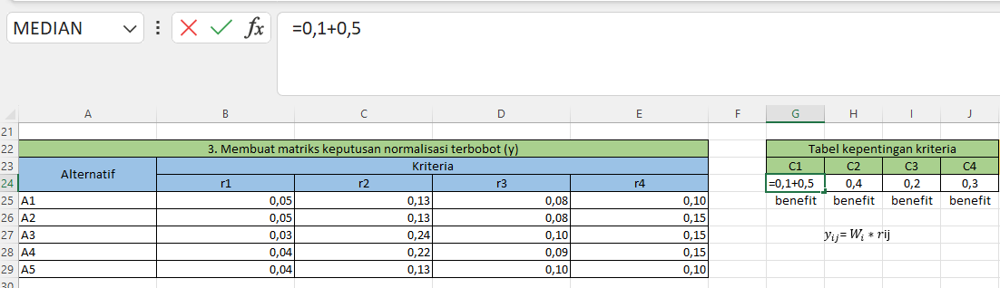 MEDIAN fx =0,1+0,5
A B C D E F G H I J
21
22 3. Membuat matriks keputusan normalisasi terbobot (y) Tabel kepentingan kriteria
23 Alternatif Kriteria C1 C2 C3 C4
24 r1 r2 r3 r4 =0,1+0,5 0,4 0,2 0,3
25 A1 0,05 0,13 0,08 0,10 benefit benefit benefit benefit
26 A2 0,05 0,13 0,08 0,15
27 A3 0,03 0,24 0,10 0,15 yij= Wi * rij
28 A4 0,04 0,22 0,09 0,15
29 A5 0,04 0,13 0,10 0,10
30